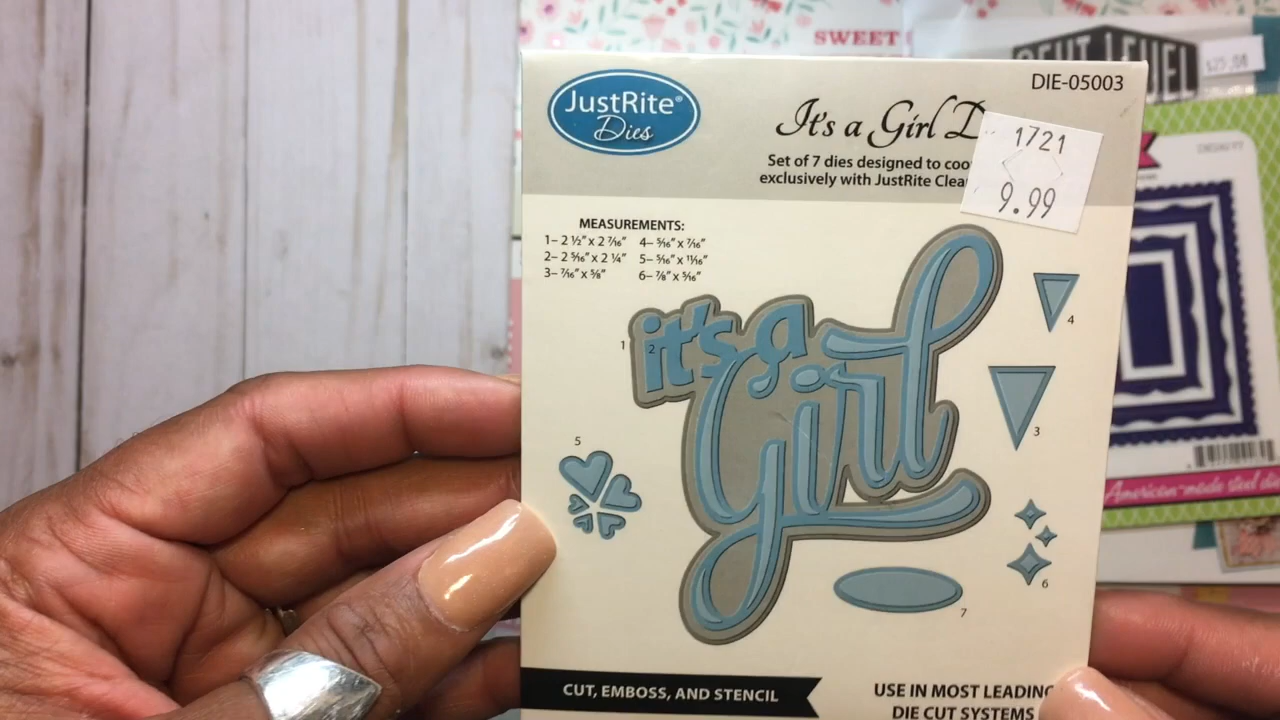 SWEET
$25.00
DIE-05003
JustRite®
Dies
It's a Girl D
1721
9.99
Set of 7 dies designed to coo
exclusively with JustRite Clea
MEASUREMENTS:
1– 2 ½" x 2 7/16" 4– 5/16" x 7/16"
2– 2 5/16" x 2 ¼" 5– 5/16" x 11/16"
3– 7/16" x 5/8" 6– 7/8" x 5/16"
it's a
Girl
1
2
4
3
5
6
7
American-made steel di
CUT, EMBOSS, AND STENCIL
USE IN MOST LEADING
DIE CUT SYSTEMS